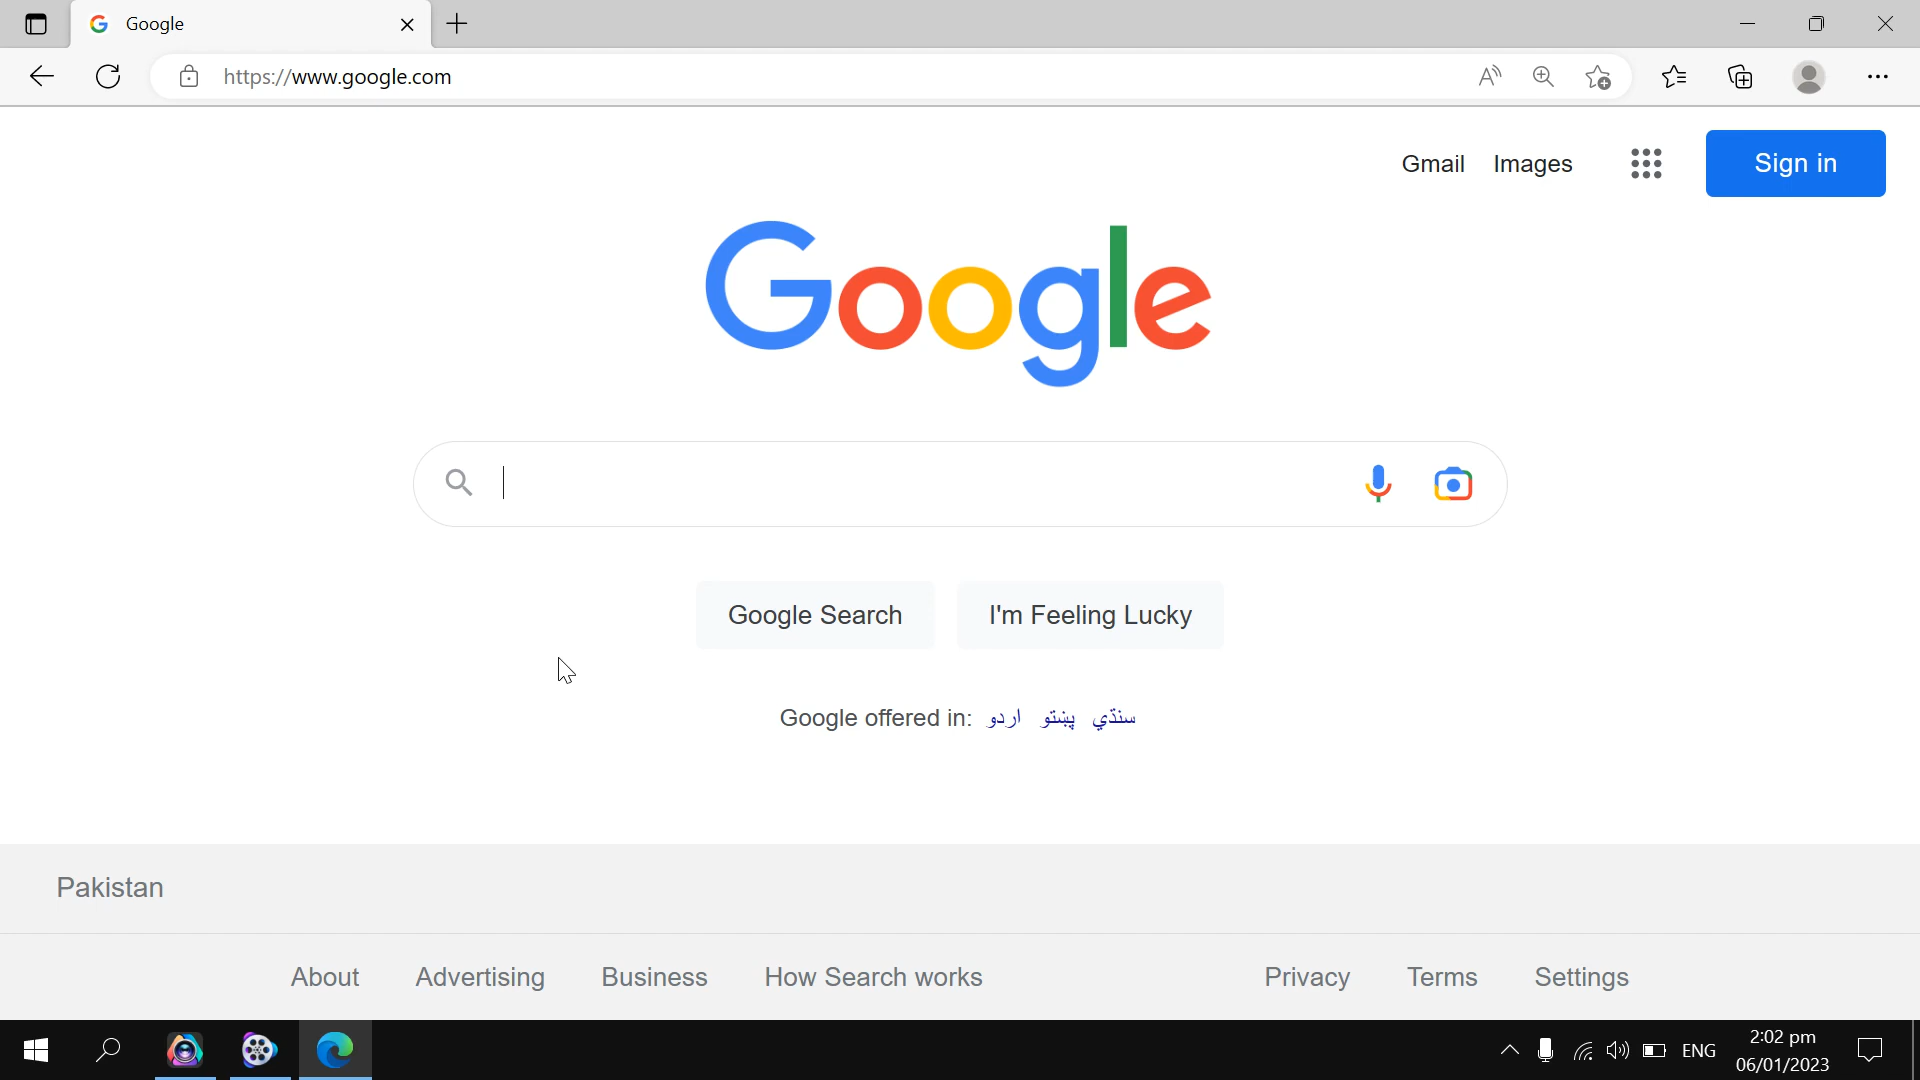 Google
https://www.google.com
Gmail Images Sign in
Google
Google Search I'm Feeling Lucky
Google offered in: اردو پښتو سنڌي
Pakistan
About Advertising Business How Search works Privacy Terms Settings
ENG
2:02 pm
06/01/2023